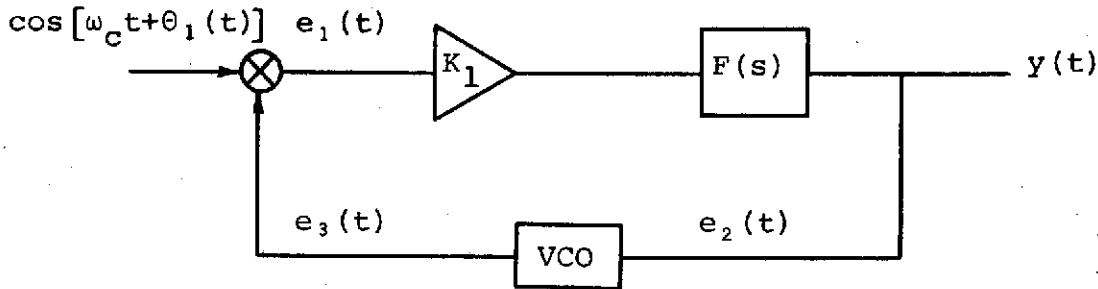 cos[ω_c t+θ_1(t)] e_1(t)
K_1
F(s)
y(t)
e_3(t)
VCO
e_2(t)